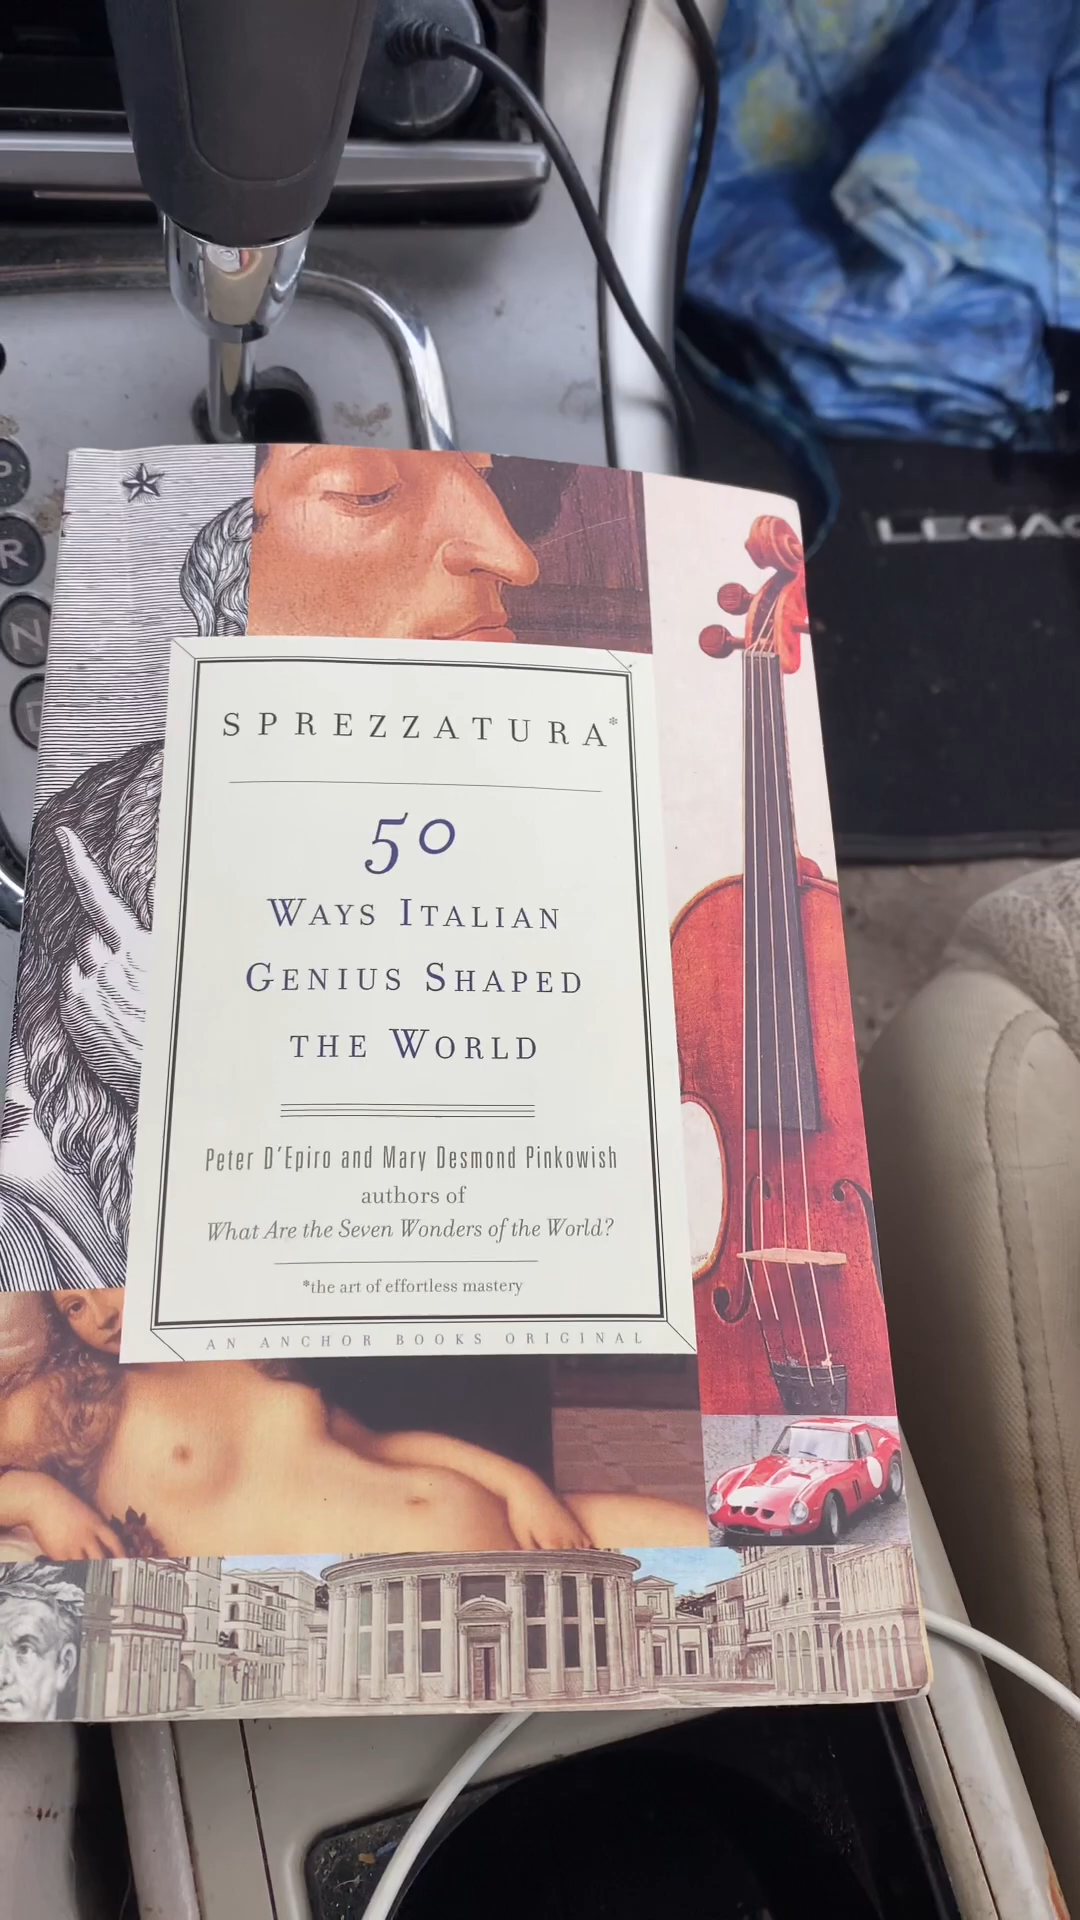 P
R
N
D
LEGAC
SPREZZATURA*
50
WAYS ITALIAN
GENIUS SHAPED
THE WORLD
Peter D'Epiro and Mary Desmond Pinkowish
authors of
What Are the Seven Wonders of the World?
*the art of effortless mastery
AN ANCHOR BOOKS ORIGINAL